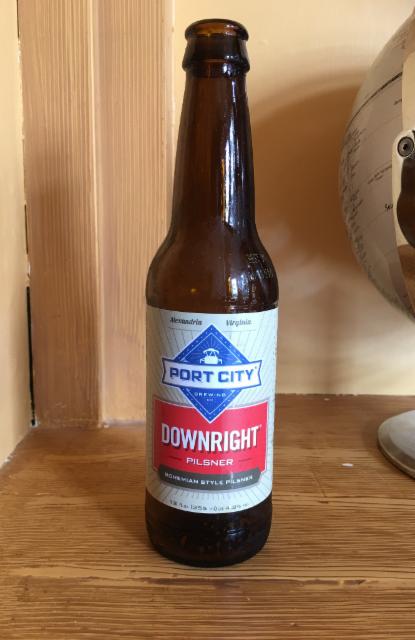 Alexandria Virginia
PORT CITY
BREWING
DOWNRIGHT
PILSNER
BOHEMIAN STYLE PILSNER